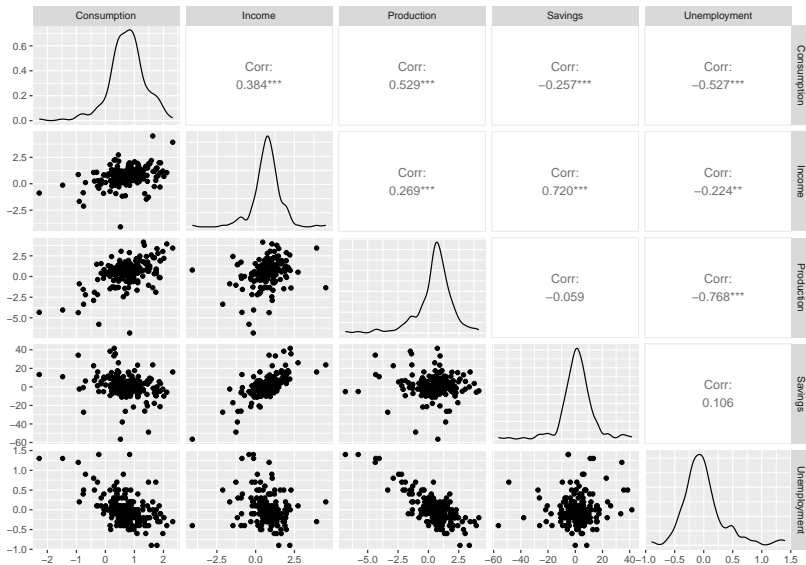 Consumption Income Production Savings Unemployment
0.6
0.4
0.2
0.0
Corr:
0.384***
Corr:
0.529***
Corr:
−0.257***
Corr:
−0.527***
Consumption
2.5
0.0
−2.5
Corr:
0.269***
Corr:
0.720***
Corr:
−0.224**
Income
2.5
0.0
−2.5
−5.0
Corr:
−0.059
Corr:
−0.768***
Production
40
20
0
−20
−40
−60
Corr:
0.106
Savings
1.5
1.0
0.5
0.0
−0.5
−1.0
Unemployment
−2 −1 0 1 2 −2.5 0.0 2.5 −5.0 −2.5 0.0 2.5 −60 −40 −20 0 20 40 −1.0 −0.5 0.0 0.5 1.0 1.5